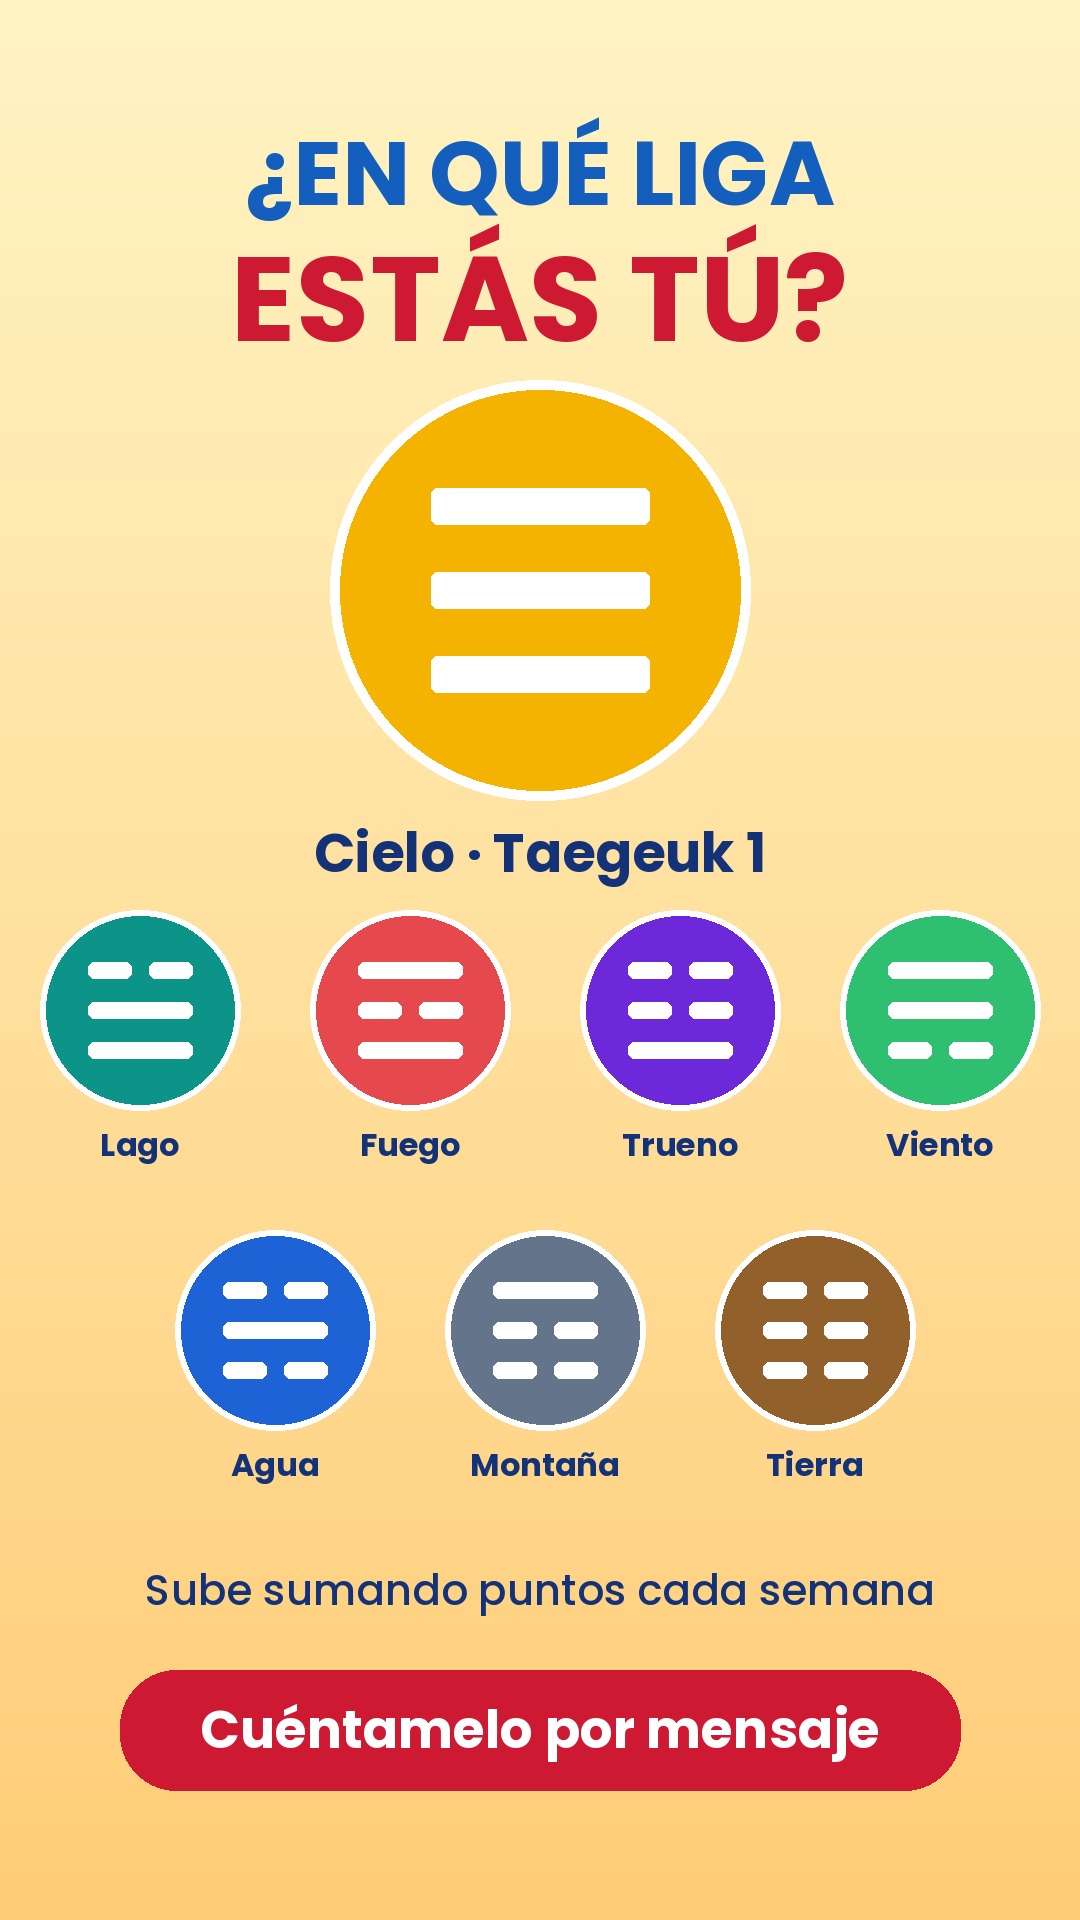 ¿EN QUÉ LIGA
ESTÁS TÚ?
Cielo · Taegeuk 1
Lago
Fuego
Trueno
Viento
Agua
Montaña
Tierra
Sube sumando puntos cada semana
Cuéntamelo por mensaje